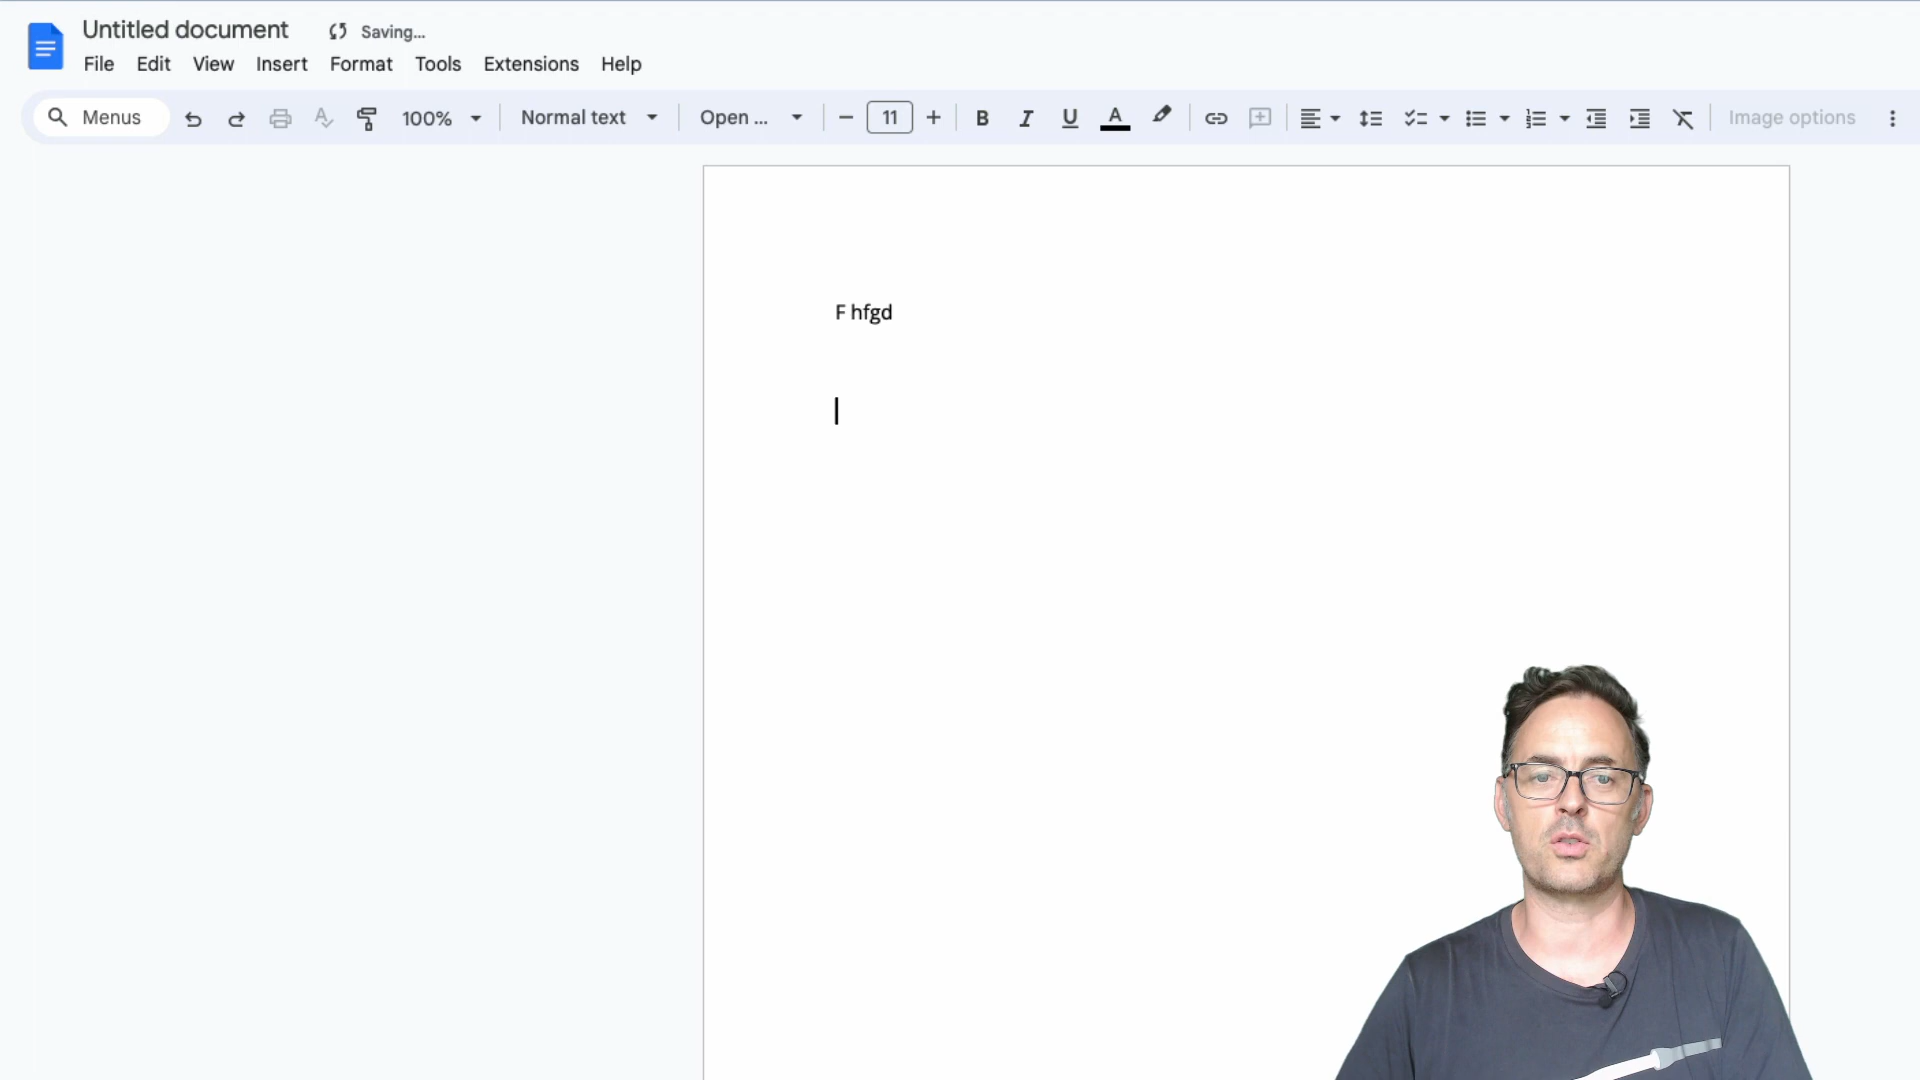 Untitled document Saving...
File Edit View Insert Format Tools Extensions Help
Menus 100% Normal text Open ... 11 B I U A Image options
F hfgd